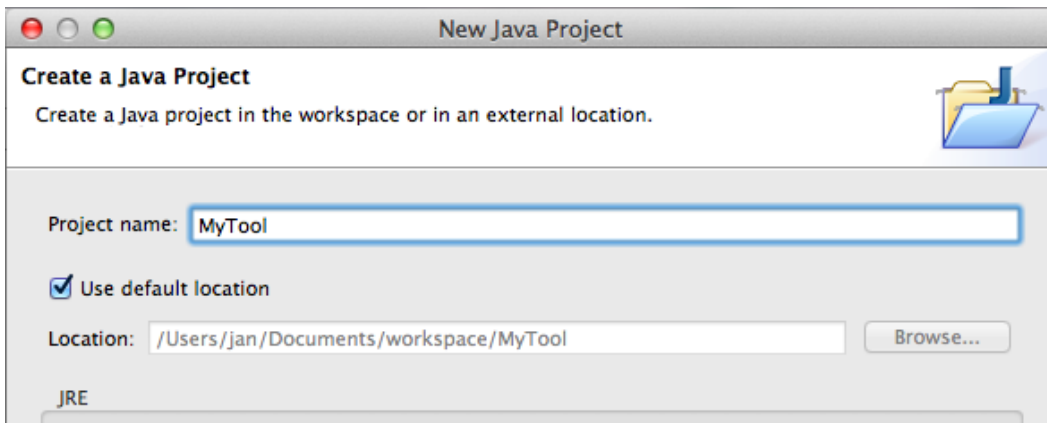 New Java Project
Create a Java Project
Create a Java project in the workspace or in an external location.
Project name: MyTool
Use default location
Location: /Users/jan/Documents/workspace/MyTool Browse...
JRE